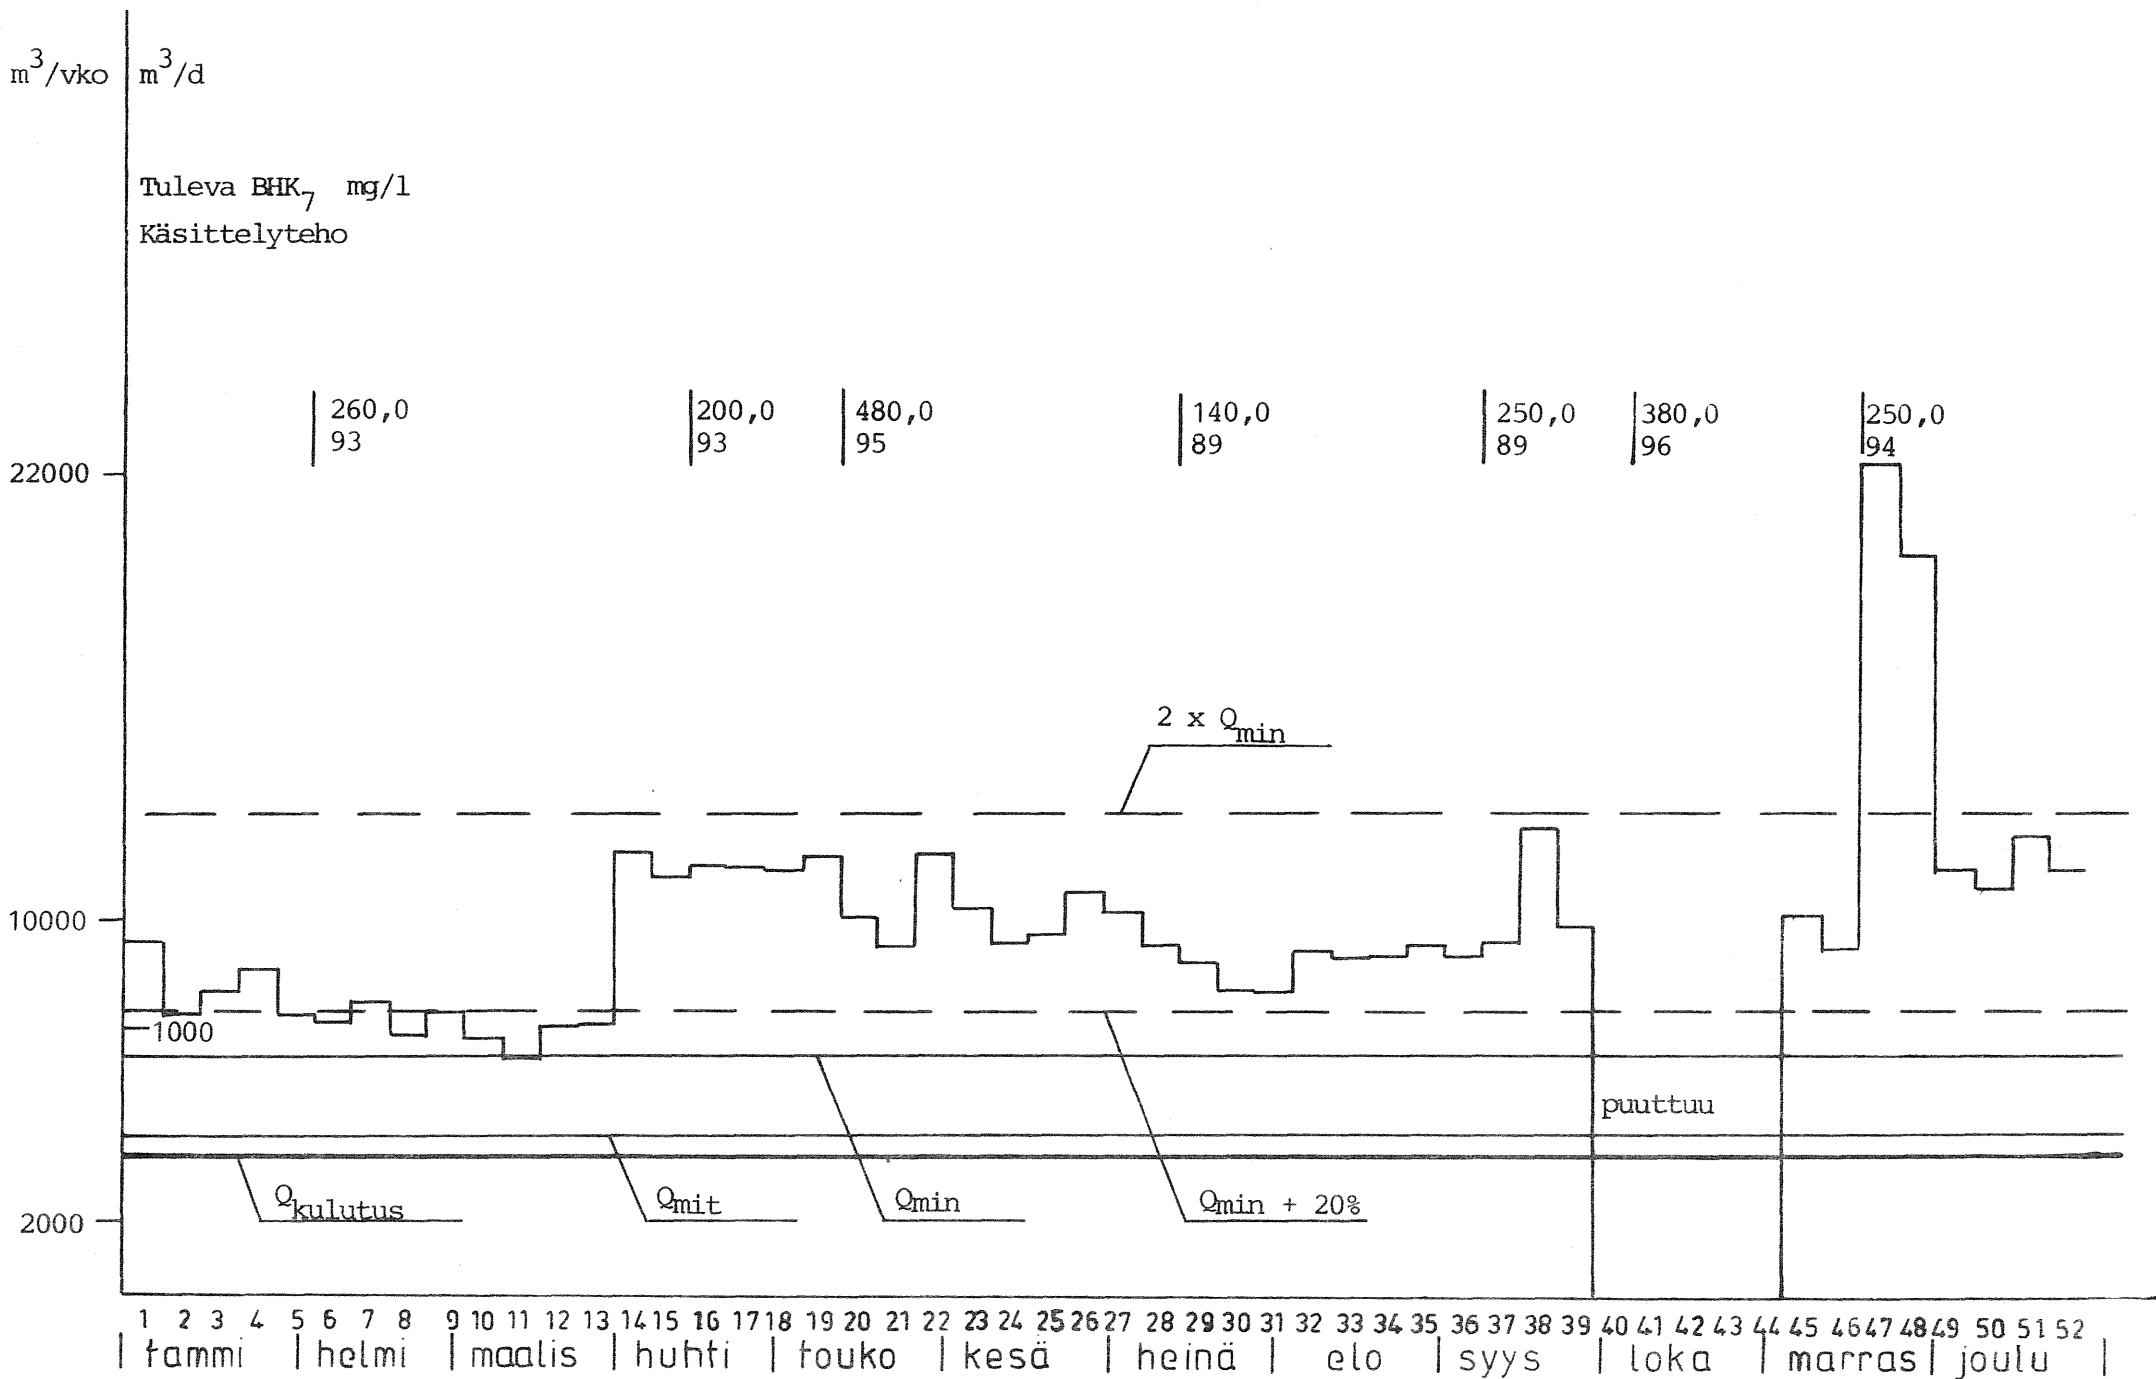 m³/vko m³/d
Tuleva BHK₇ mg/l
Käsittelyteho
260,0 200,0 480,0 140,0 250,0 380,0 250,0
93 93 95 89 89 96 94
22000
2 x Qmin
10000
1000
puuttuu
Qkulutus Qmit Qmin Qmin + 20%
2000
1 2 3 4 5 6 7 8 9 10 11 12 13 14 15 16 17 18 19 20 21 22 23 24 25 26 27 28 29 30 31 32 33 34 35 36 37 38 39 40 41 42 43 44 45 46 47 48 49 50 51 52
tammi helmi maalis huhti touko kesä heinä elo syys loka marras joulu